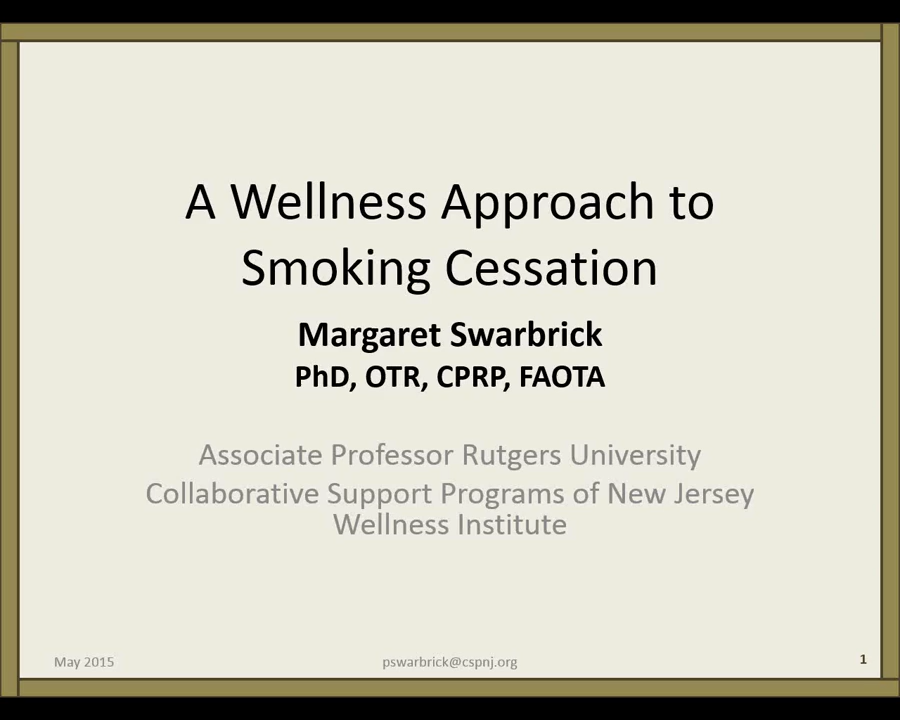 A Wellness Approach to
Smoking Cessation
Margaret Swarbrick
PhD, OTR, CPRP, FAOTA
Associate Professor Rutgers University
Collaborative Support Programs of New Jersey
Wellness Institute
May 2015
pswarbrick@cspnj.org
1